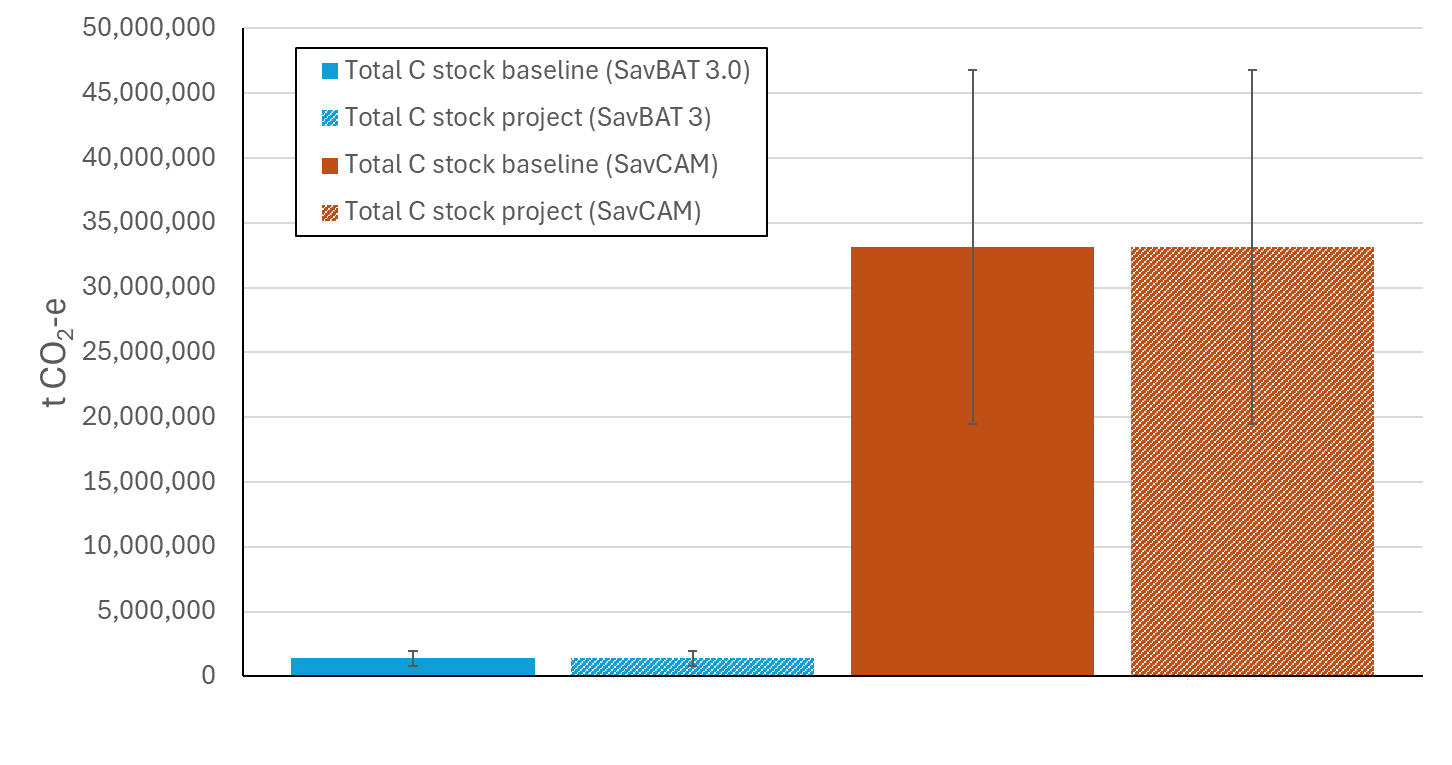 50,000,000
45,000,000
40,000,000
35,000,000
30,000,000
25,000,000
20,000,000
15,000,000
10,000,000
5,000,000
0
t CO₂-e
Total C stock baseline (SavBAT 3.0)
Total C stock project (SavBAT 3)
Total C stock baseline (SavCAM)
Total C stock project (SavCAM)